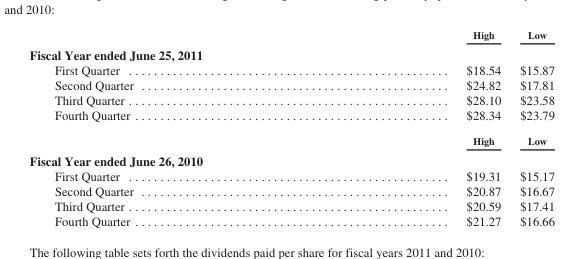 and 2010:
High Low
Fiscal Year ended June 25, 2011
First Quarter ........................................ $18.54 $15.87
Second Quarter ........................................ $24.82 $17.81
Third Quarter ........................................ $28.10 $23.58
Fourth Quarter ........................................ $28.34 $23.79
High Low
Fiscal Year ended June 26, 2010
First Quarter ........................................ $19.31 $15.17
Second Quarter ........................................ $20.87 $16.67
Third Quarter ........................................ $20.59 $17.41
Fourth Quarter ........................................ $21.27 $16.66
The following table sets forth the dividends paid per share for fiscal years 2011 and 2010: